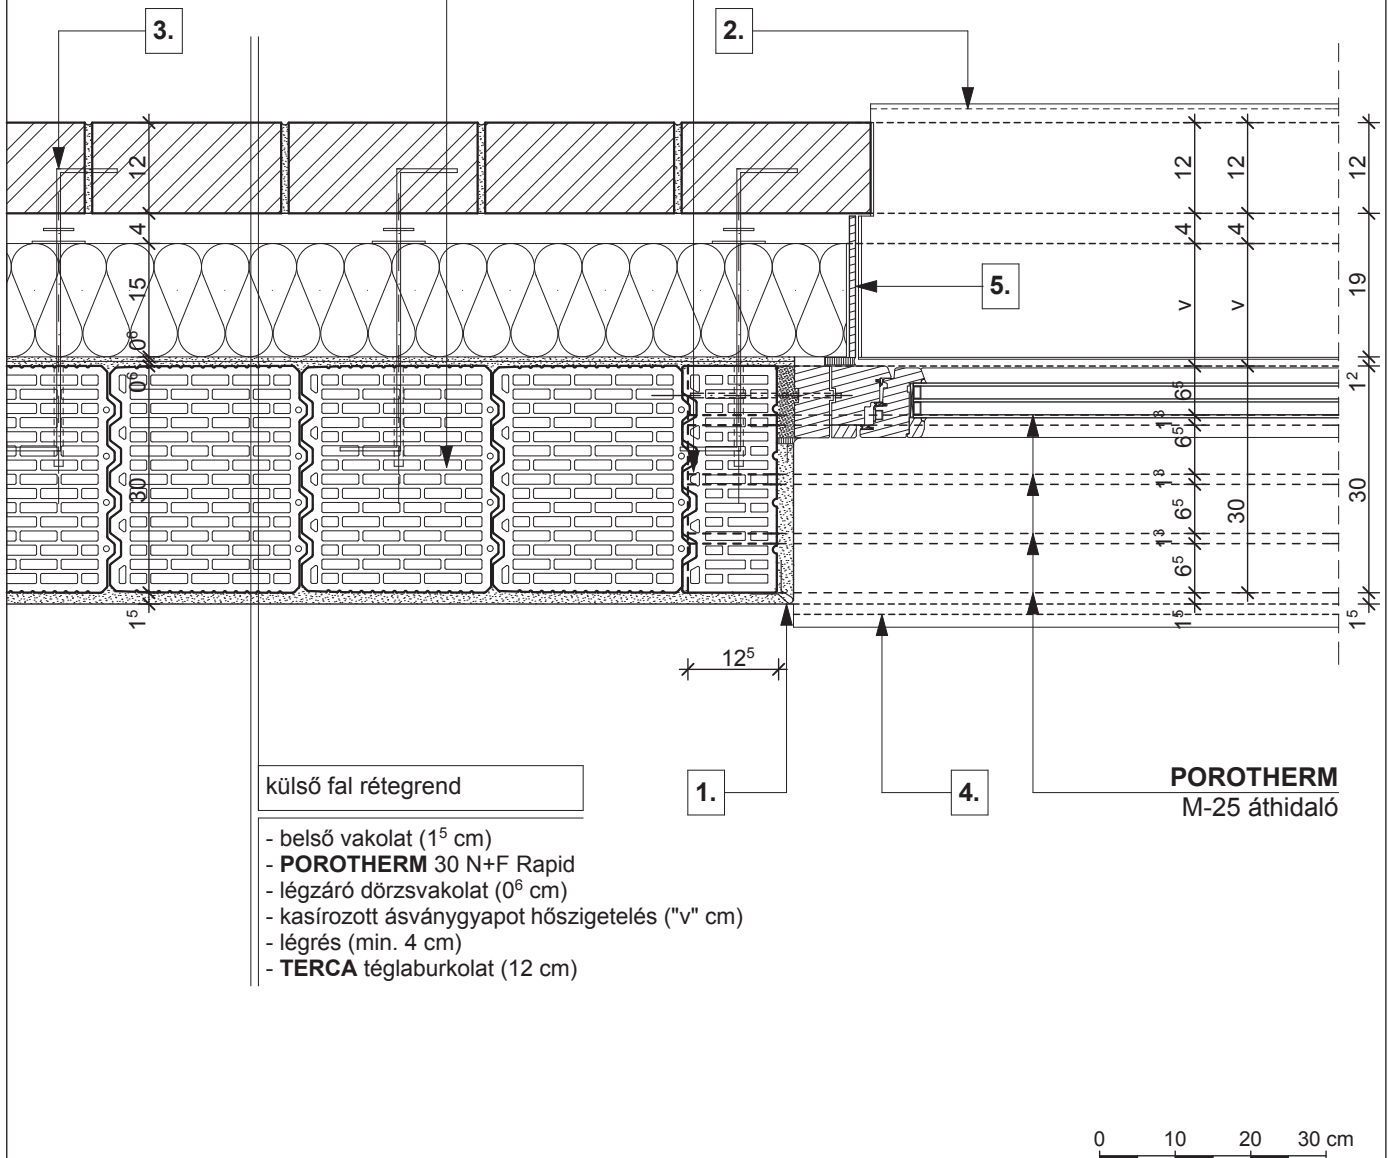 3.
2.
12
12
12
12
4
4
4
15
v
v
19
5.
0⁶
0⁶
6⁵
1²
1⁸
6⁵
1⁸
30
6⁵
30
30
1⁸
6⁵
1⁵
1⁵
1⁵
12⁵
külső fal rétegrend
1.
4.
POROTHERM
M-25 áthidaló
- belső vakolat (1⁵ cm)
- POROTHERM 30 N+F Rapid
- légzáró dörzsvakolat (0⁶ cm)
- kasírozott ásványgyapot hőszigetelés ("v" cm)
- légrés (min. 4 cm)
- TERCA téglaburkolat (12 cm)
0 10 20 30 cm